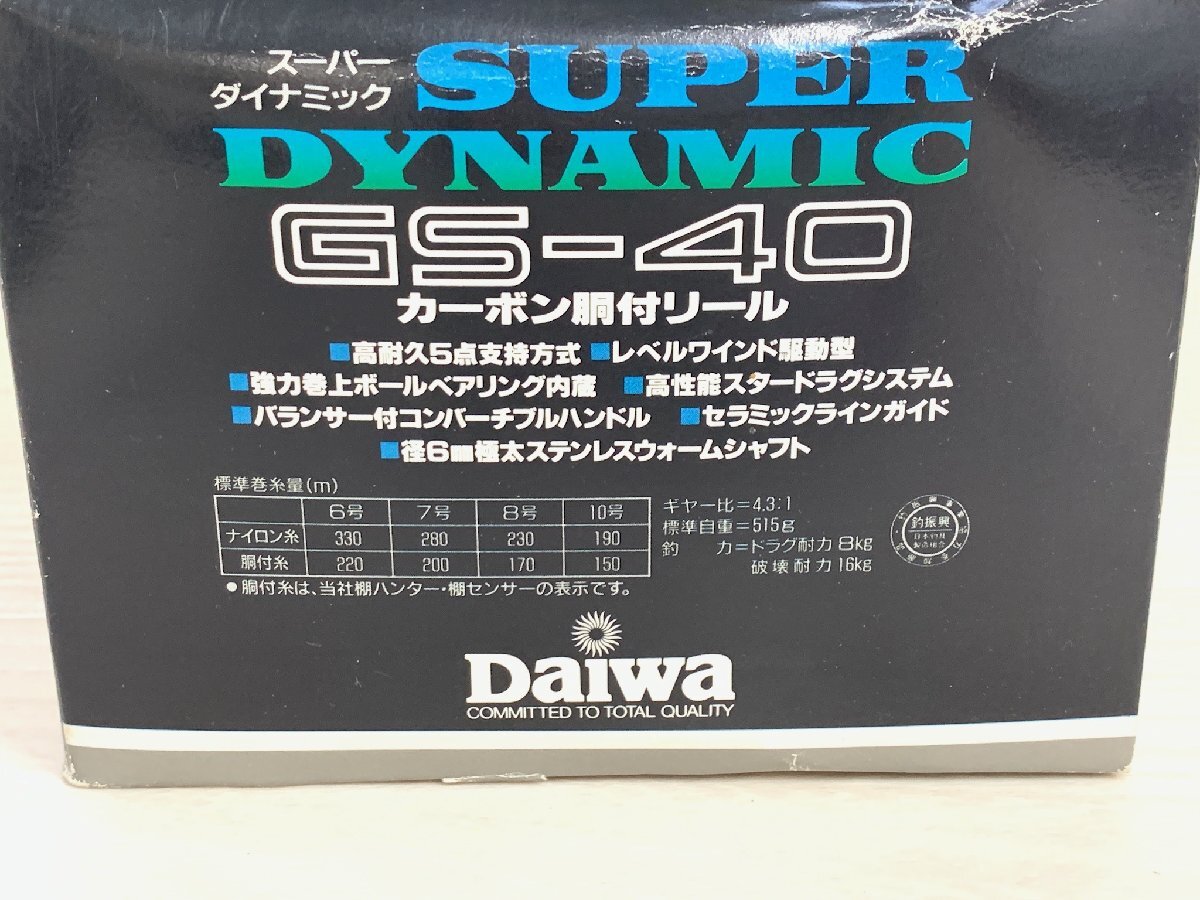 スーパー
ダイナミック
SUPER
DYNAMIC
GS-40
カーボン胴付リール
■高耐久5点支持方式 ■レベルワインド駆動型
■強力巻上ボールベアリング内蔵 ■高性能スタードラグシステム
■バランサー付コンバーチブルハンドル ■セラミックラインガイド
■径6mm極太ステンレスウォームシャフト
標準巻糸量(m)
6号 7号 8号 10号
ナイロン糸 330 280 230 190
胴付糸 220 200 170 150
●胴付糸は、当社棚ハンター・棚センサーの表示です。
ギヤー比=4.3:1
標準自重=515g
釣 力=ドラグ耐力 8kg
破壊耐力 16kg
釣振興
Daiwa
COMMITTED TO TOTAL QUALITY